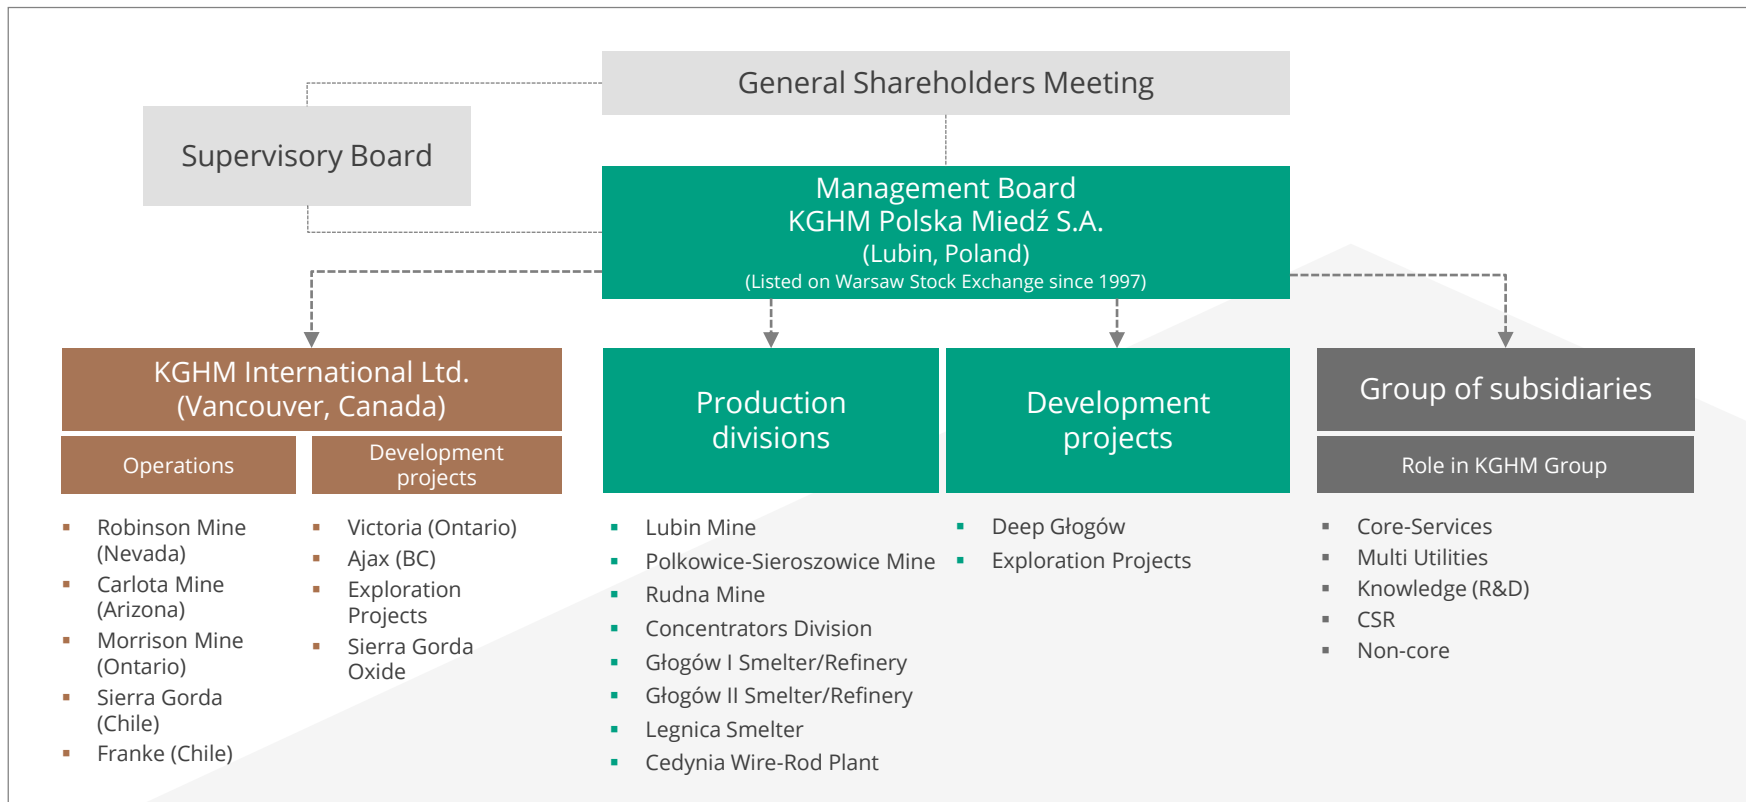 General Shareholders Meeting
Supervisory Board
Management Board
KGHM Polska Miedź S.A.
(Lubin, Poland)
(Listed on Warsaw Stock Exchange since 1997)
KGHM International Ltd.
(Vancouver, Canada)
Operations
Robinson Mine
(Nevada)
Carlota Mine
(Arizona)
Morrison Mine
(Ontario)
Sierra Gorda
(Chile)
Franke (Chile)
Development
projects
Victoria (Ontario)
Ajax (BC)
Exploration
Projects
Sierra Gorda
Oxide
Production
divisions
Lubin Mine
Polkowice-Sieroszowice Mine
Rudna Mine
Concentrators Division
Głogów I Smelter/Refinery
Głogów II Smelter/Refinery
Legnica Smelter
Cedynia Wire-Rod Plant
Development
projects
Deep Głogów
Exploration Projects
Group of subsidiaries
Role in KGHM Group
Core-Services
Multi Utilities
Knowledge (R&D)
CSR
Non-core